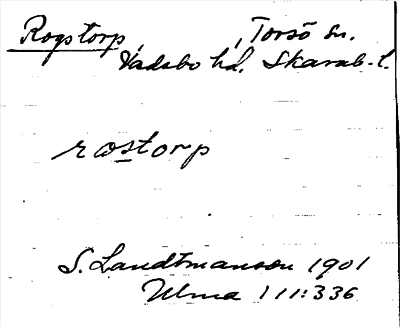 Rogstorp, Torsö sn.
Vadsbo hd. Skarab. l.
rostorp
S. Landtmanson 1901
Ulma 111:336